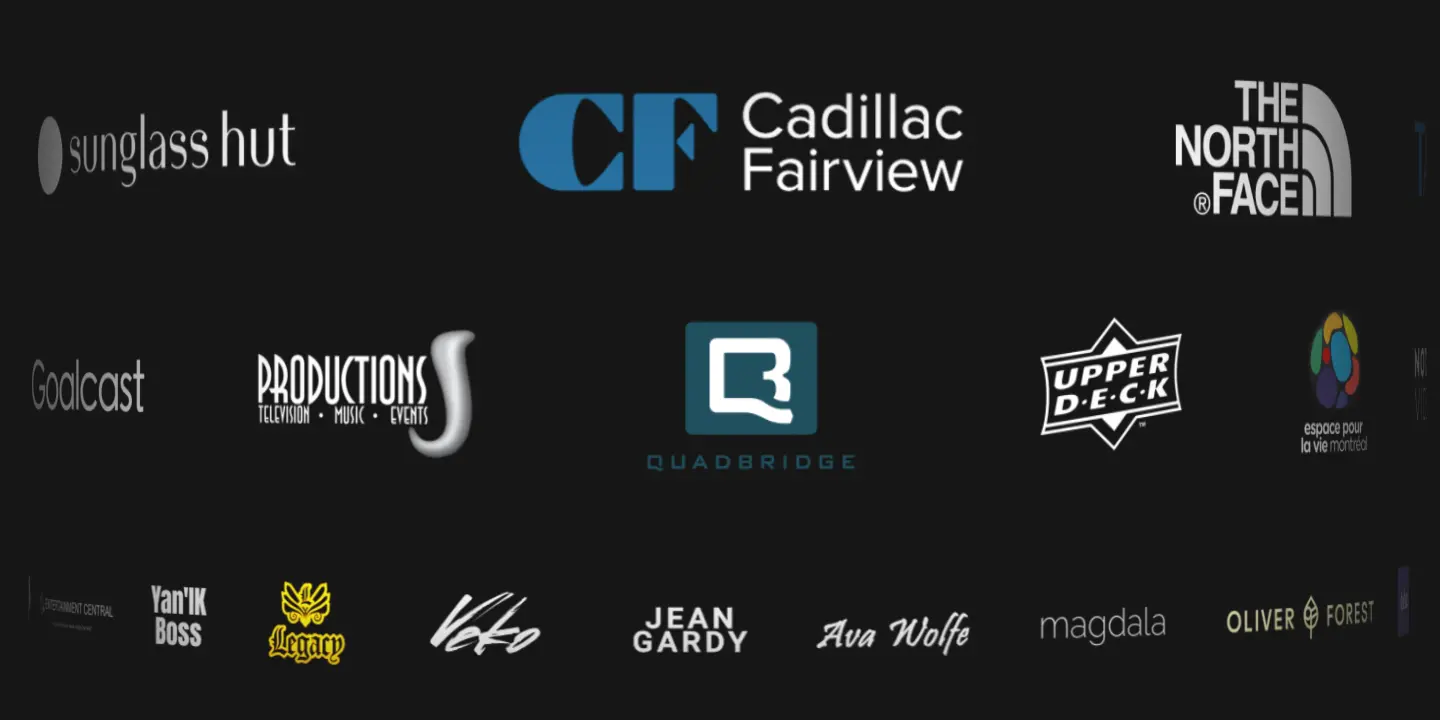 sunglass hut
CF Cadillac
Fairview
THE
NORTH
FACE
®
Goalcast
PRODUCTIONS J
TELEVISION • MUSIC • EVENTS
QUADBRIDGE
UPPER
D·E·C·K
™
espace pour
la vie montréal
ENTERTAINMENT CENTRAL
Yan'IK
Boss
Legacy
Veko
JEAN
GARDY
Ava Wolfe
magdala
OLIVER FOREST